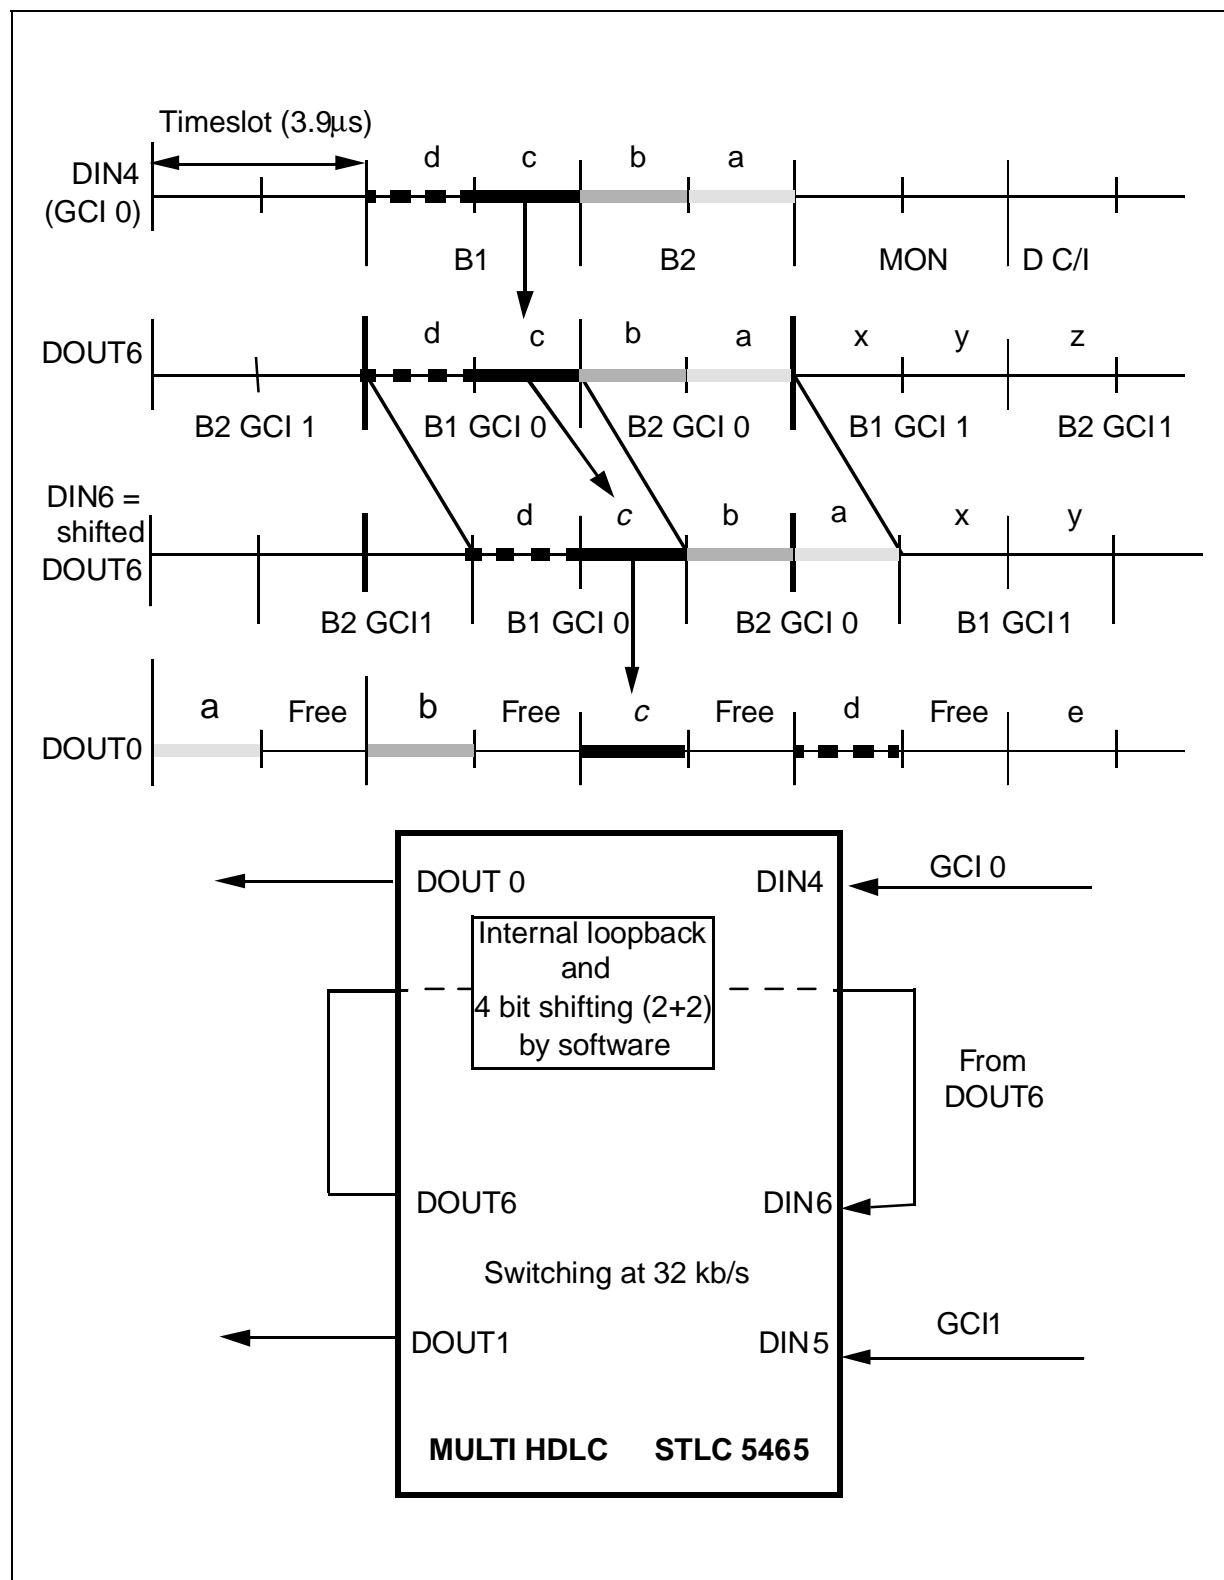 Timeslot (3.9µs)
DIN4
(GCI 0)
d c b a
B1 B2 MON D C/I
DOUT6
d c b a x y z
B2 GCI 1 B1 GCI 0 B2 GCI 0 B1 GCI 1 B2 GCI1
DIN6 =
shifted
DOUT6
d c b a x y
B2 GCI1 B1 GCI 0 B2 GCI 0 B1 GCI1
a Free b Free c Free d Free e
DOUT0
DOUT 0 DIN4 GCI 0
Internal loopback
and
4 bit shifting (2+2)
by software
From
DOUT6
DOUT6 DIN6
Switching at 32 kb/s
DOUT1 DIN5 GCI1
MULTI HDLC STLC 5465